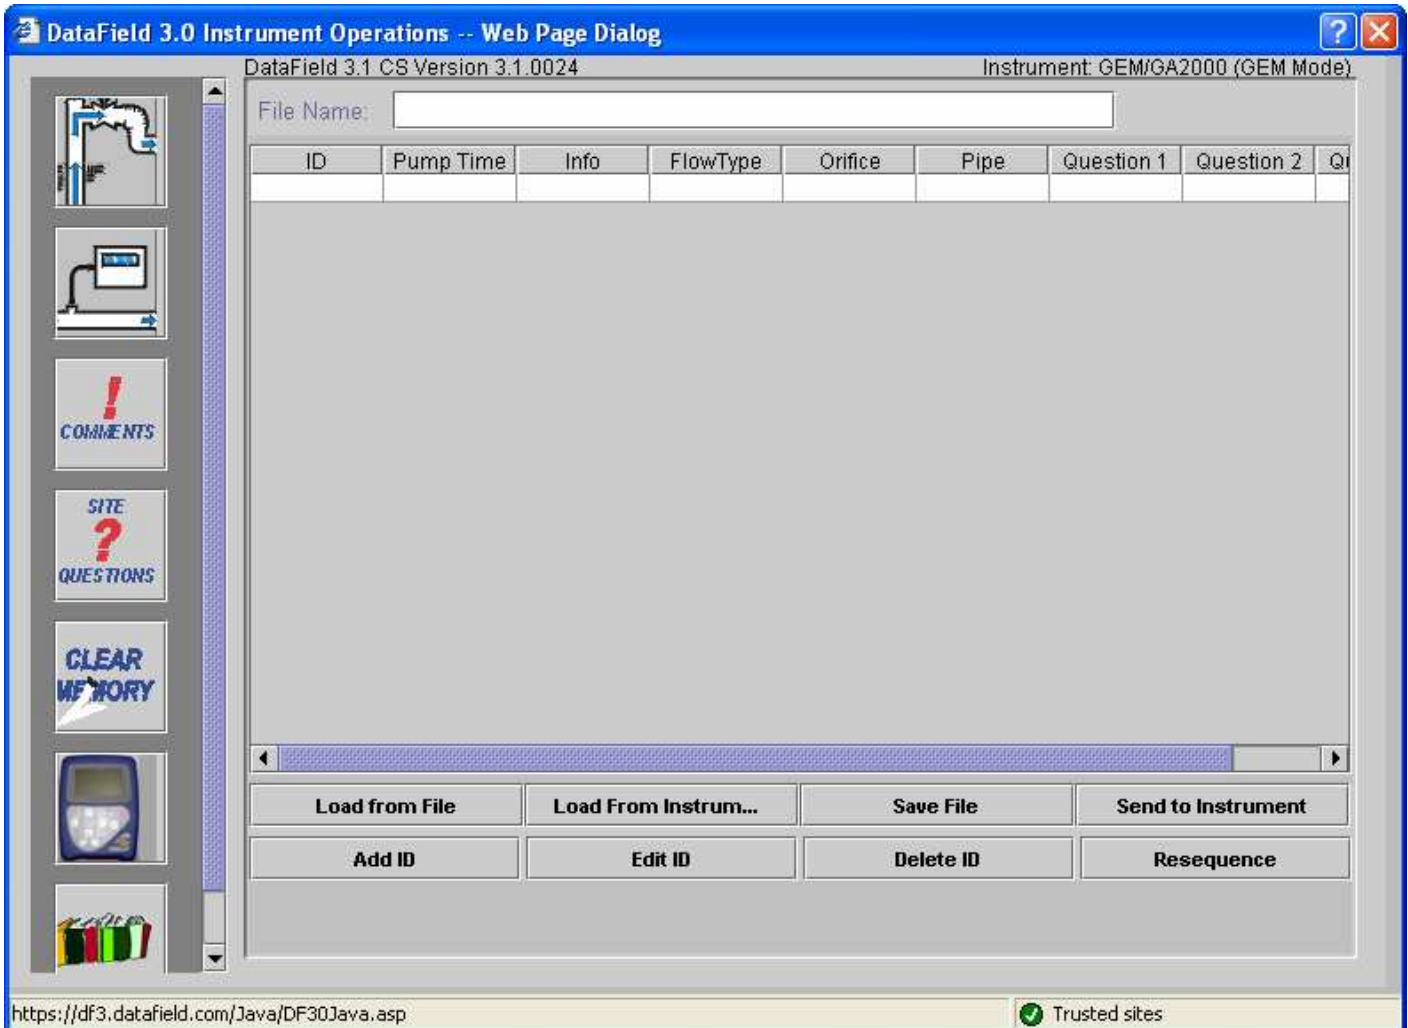 DataField 3.0 Instrument Operations -- Web Page Dialog
DataField 3.1 CS Version 3.1.0024 Instrument: GEM/GA2000 (GEM Mode)
File Name:
ID Pump Time Info FlowType Orifice Pipe Question 1 Question 2 Qu
!
COMMENTS
SITE
?
QUESTIONS
CLEAR
MEMORY
Load from File Load From Instrum... Save File Send to Instrument
Add ID Edit ID Delete ID Resequence
https://df3.datafield.com/Java/DF30Java.asp Trusted sites